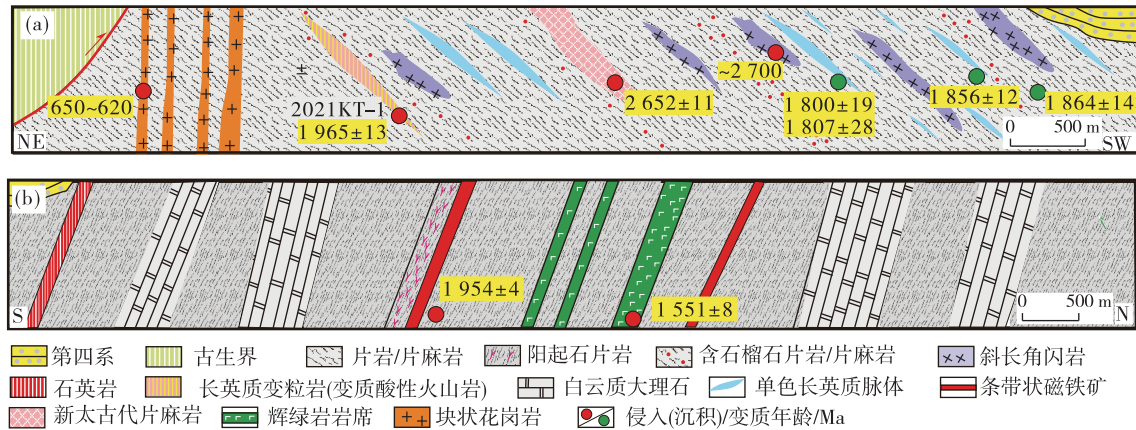 (a)
~2 700
650~620
2 652±11
1 856±12
2021KT-1
1 800±19
1 864±14
1 965±13
1 807±28
0 500 m
NE
SW
(b)
1 954±4
1 551±8
0 500 m
S
N
第四系 古生界 片岩/片麻岩 阳起石片岩 含石榴石片岩/片麻岩 斜长角闪岩
石英岩 长英质变粒岩(变质酸性火山岩) 白云质大理石 单色长英质脉体 条带状磁铁矿
新太古代片麻岩 辉绿岩岩席 块状花岗岩 侵入(沉积)/变质年龄/Ma